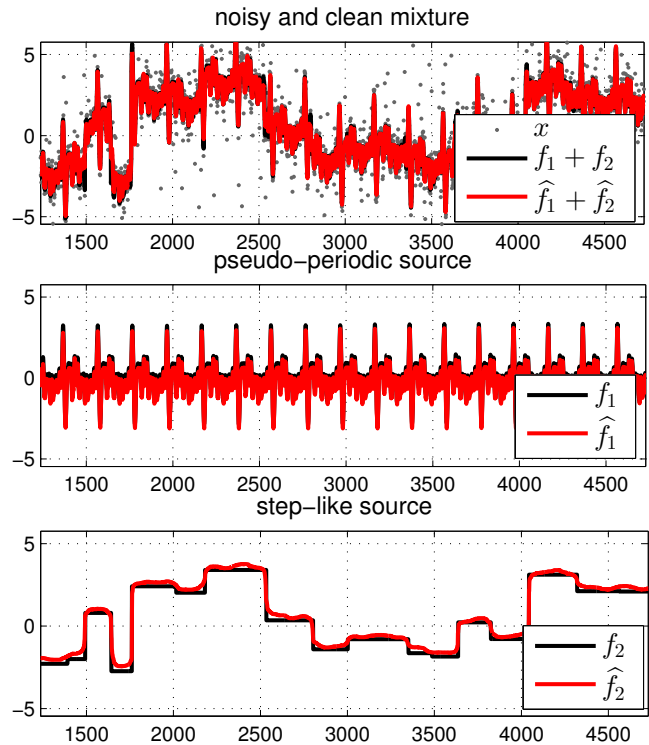 noisy and clean mixture
5
0
−5
x
f₁ + f₂
f̂₁ + f̂₂
1500 2000 2500 3000 3500 4000 4500
pseudo−periodic source
5
0
−5
f₁
f̂₁
1500 2000 2500 3000 3500 4000 4500
step−like source
5
0
−5
f₂
f̂₂
1500 2000 2500 3000 3500 4000 4500